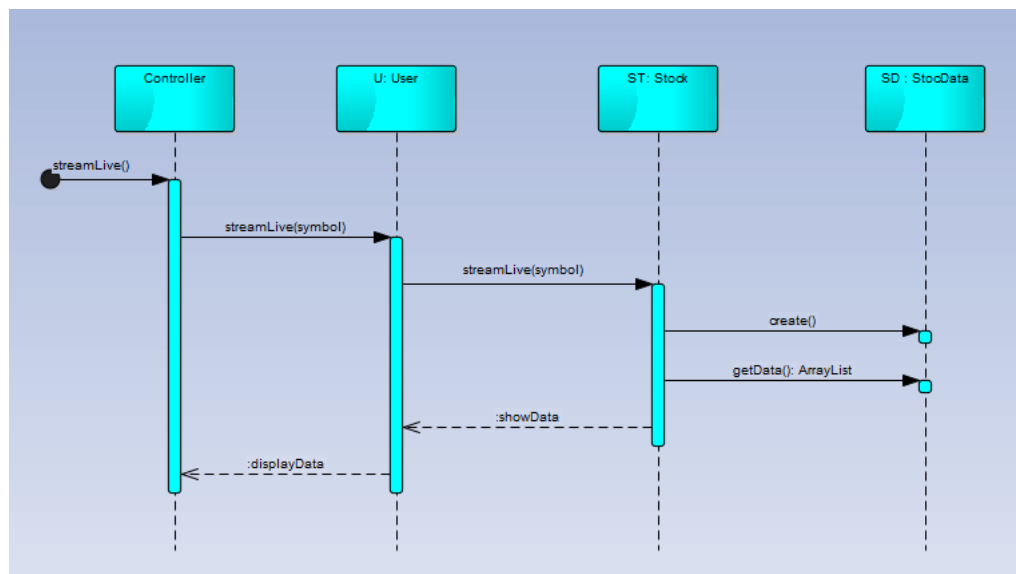 Controller
U: User
ST: Stock
SD : StocData
streamLive()
streamLive(symbol)
streamLive(symbol)
create()
getData(): ArrayList
:showData
:displayData